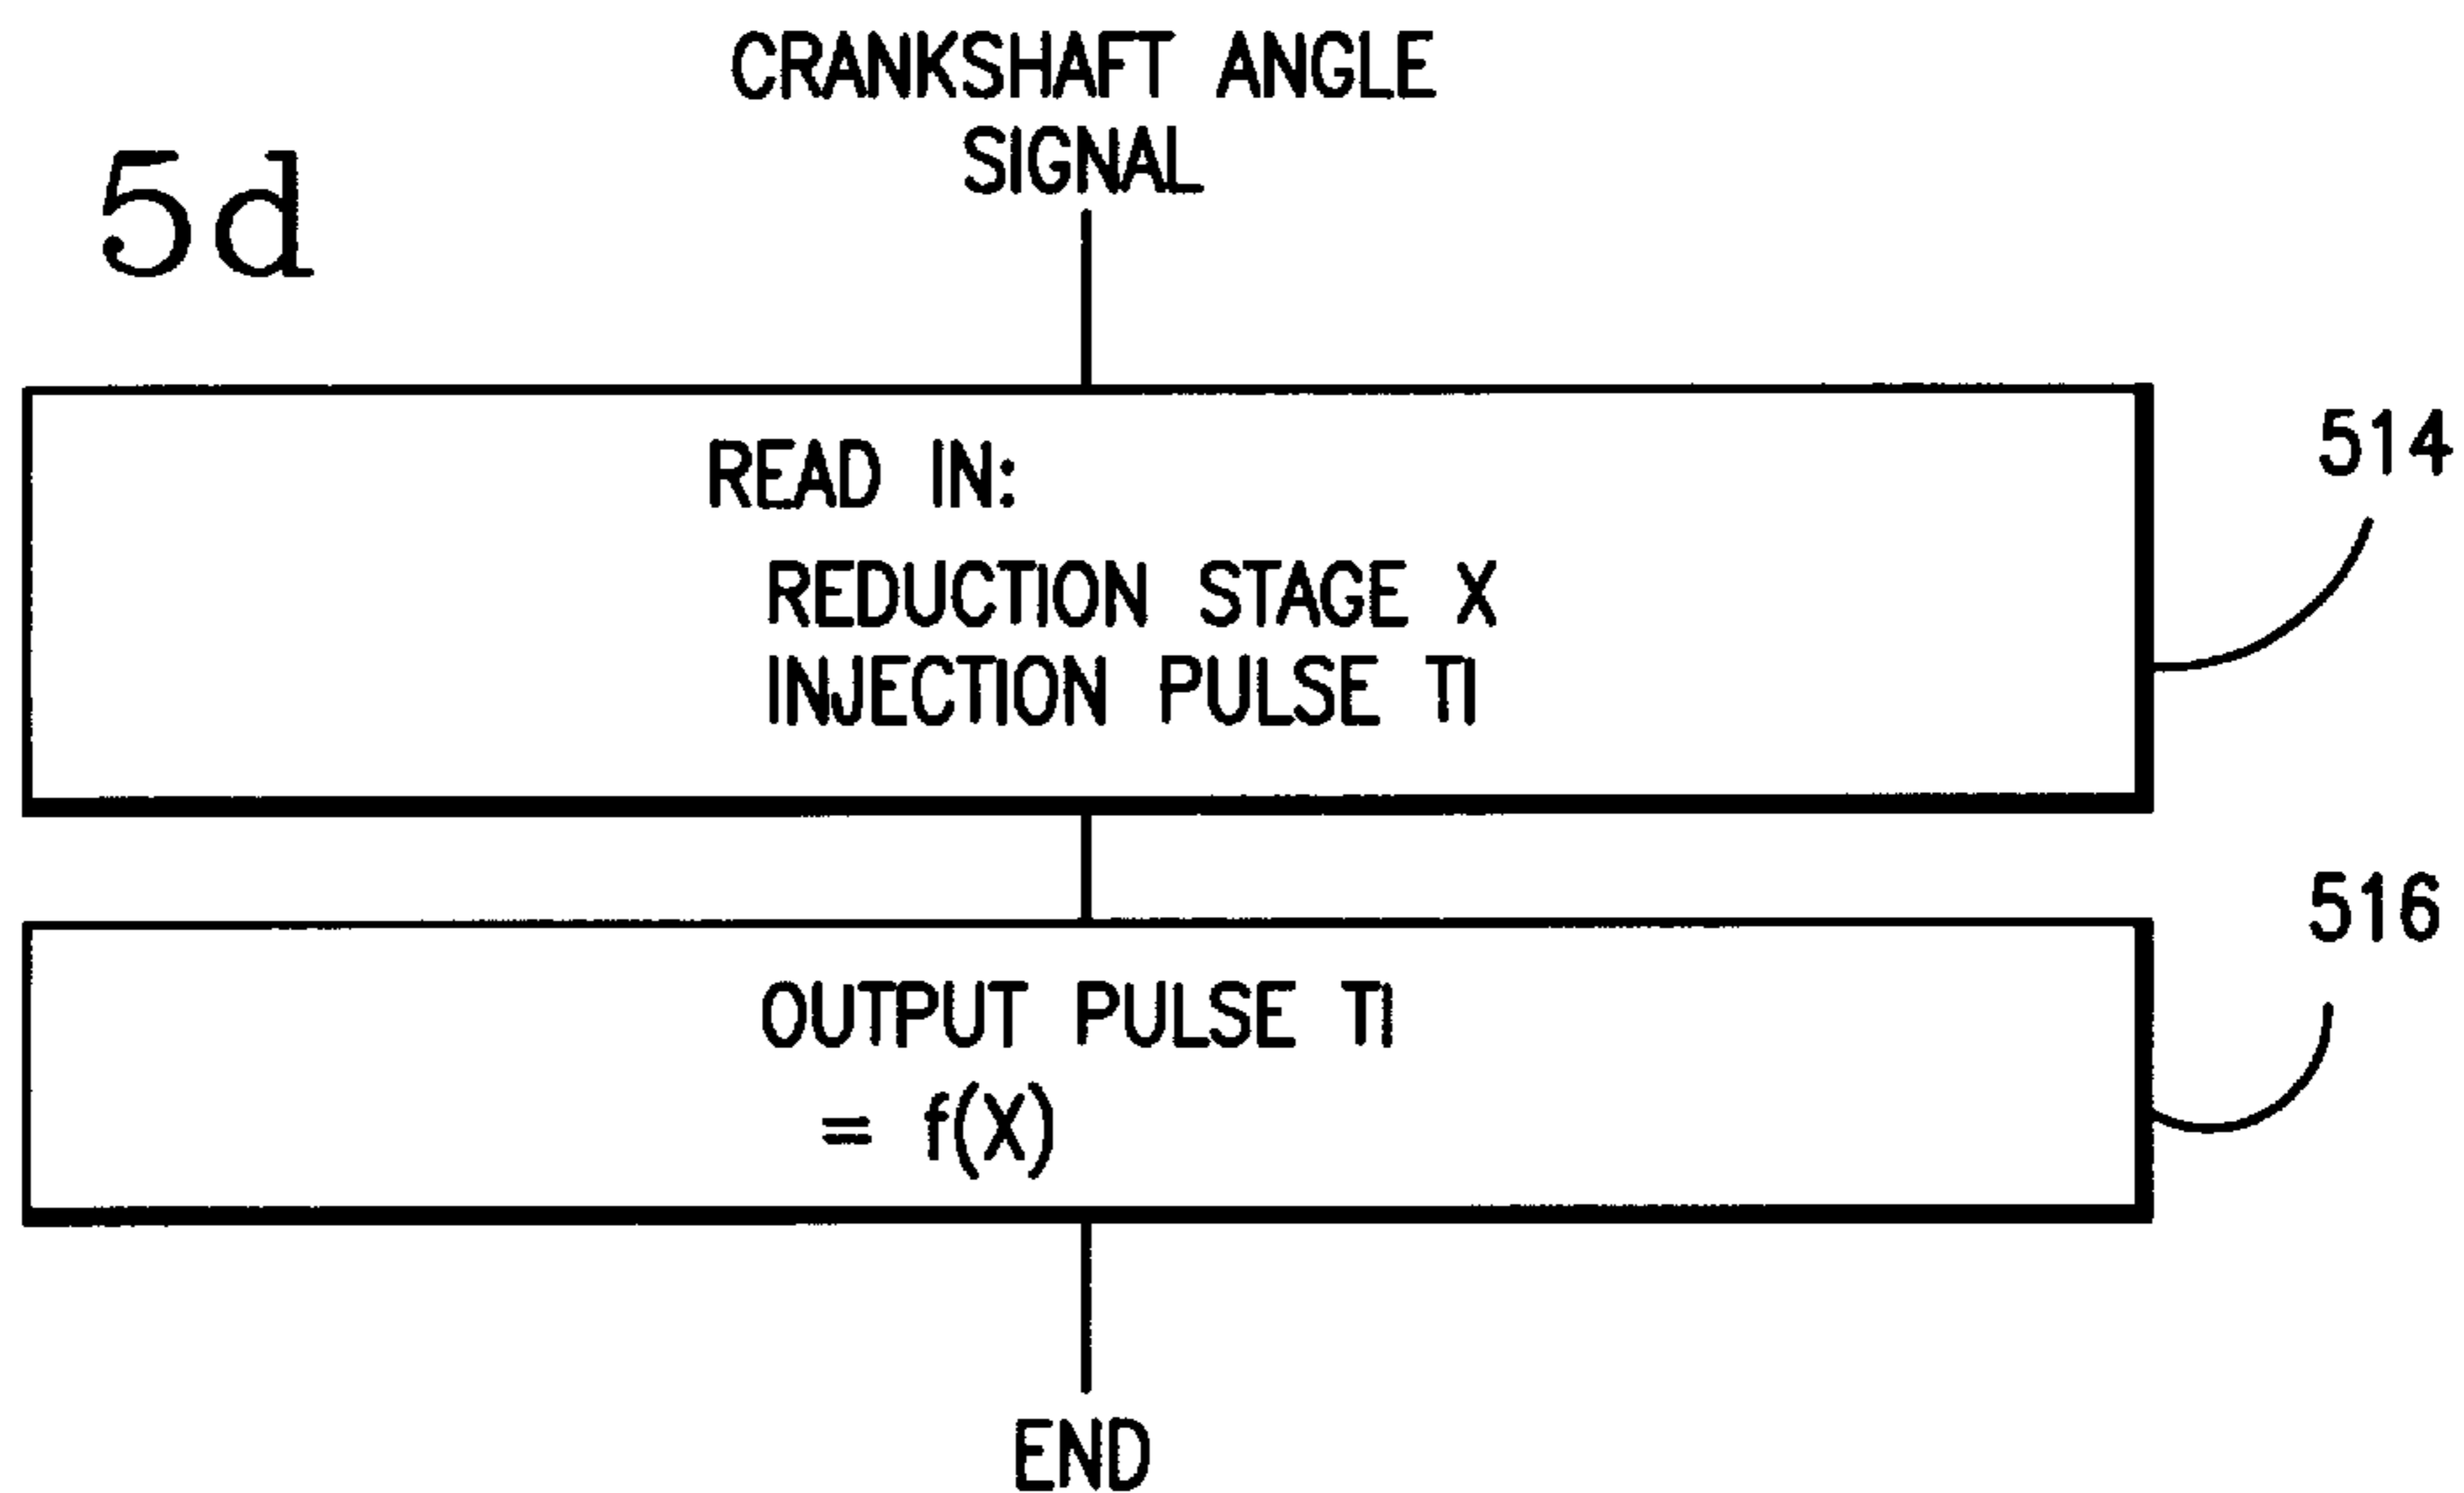 CRANKSHAFT ANGLE
SIGNAL
5d
READ IN:
514
REDUCTION STAGE X
INJECTION PULSE TI
516
OUTPUT PULSE TI
= f(X)
END